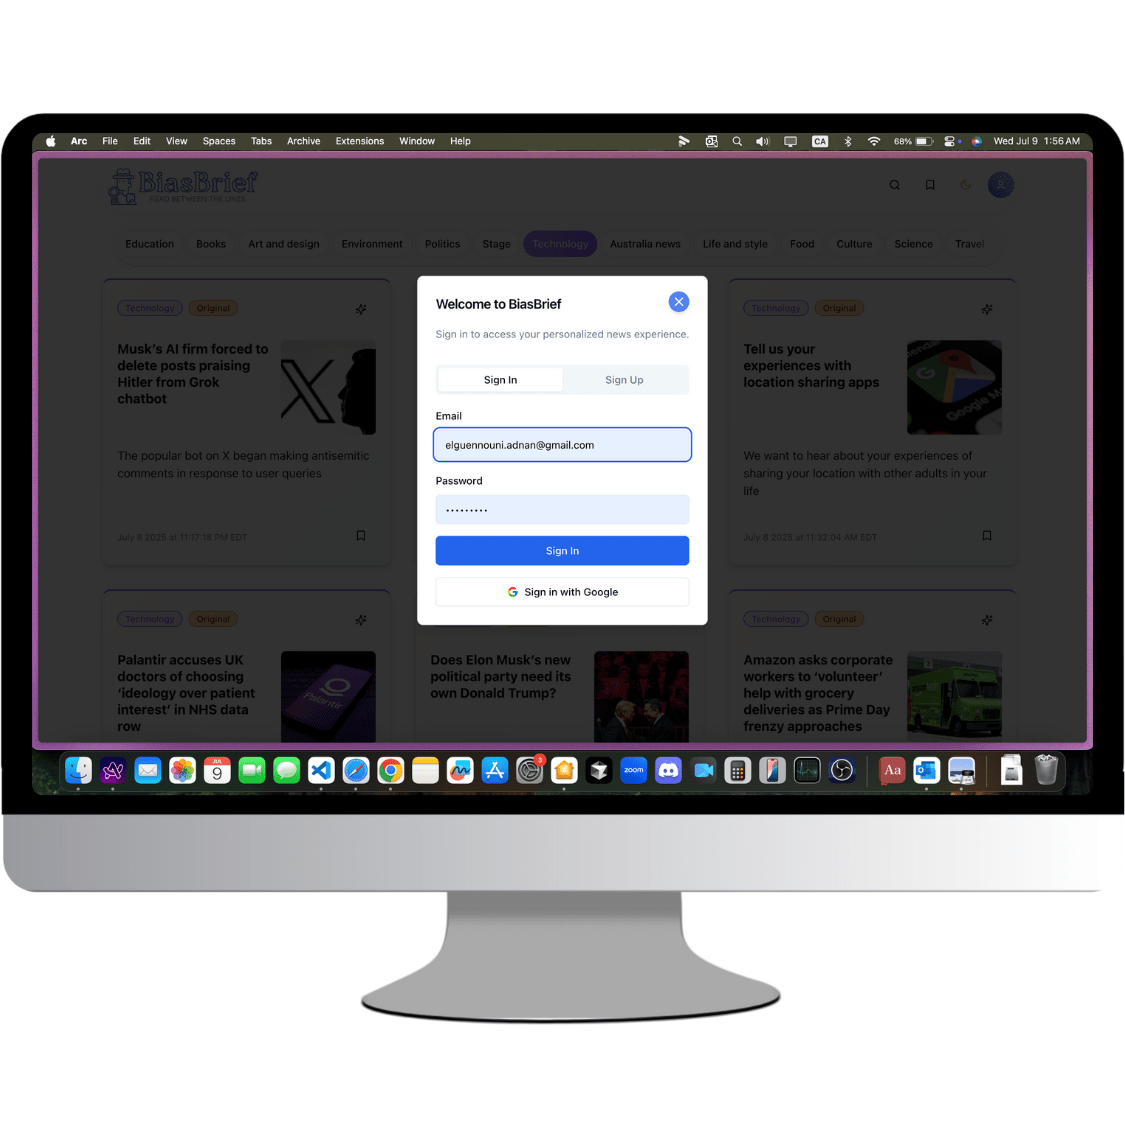 Arc File Edit View Spaces Tabs Archive Extensions Window Help CA 68% Wed Jul 9 1:56 AM
BiasBrief
READ BETWEEN THE LINES
Education Books Art and design Environment Politics Stage Technology Australia news Life and style Food Culture Science Travel
Technology Original
Musk's AI firm forced to
delete posts praising
Hitler from Grok
chatbot
The popular bot on X began making antisemitic
comments in response to user queries
July 8 2025 at 11:17:18 PM EDT
Welcome to BiasBrief
Sign in to access your personalized news experience.
Sign In Sign Up
Email
elguennouni.adnan@gmail.com
Password
•••••••••
Sign In
Sign in with Google
Technology Original
Tell us your
experiences with
location sharing apps
Google
We want to hear about your experiences of
sharing your location with other adults in your
life
July 8 2025 at 11:32:04 AM EDT
Technology Original
Palantir accuses UK
doctors of choosing
‘ideology over patient
interest’ in NHS data
row
Palantir
Does Elon Musk’s new
political party need its
own Donald Trump?
Technology Original
Amazon asks corporate
workers to ‘volunteer’
help with grocery
deliveries as Prime Day
frenzy approaches
JUL
9
3
zoom
Aa